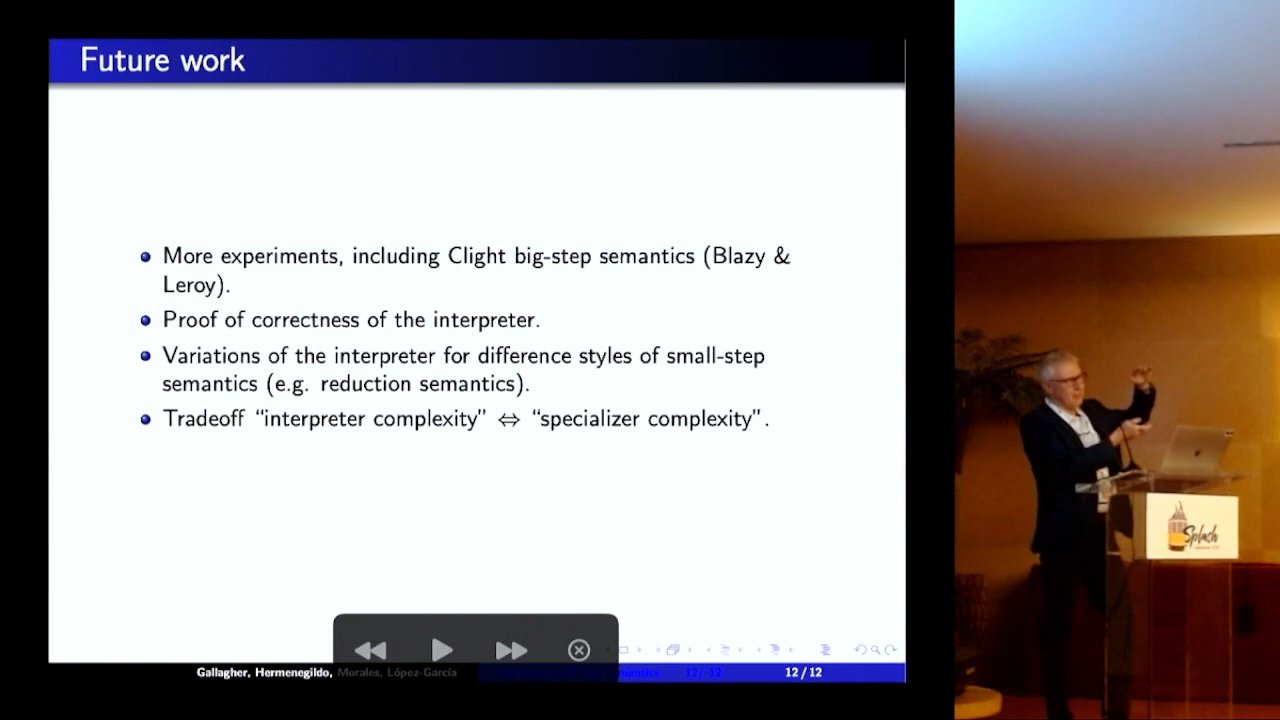 Future work
More experiments, including Clight big-step semantics (Blazy &
Leroy).
Proof of correctness of the interpreter.
Variations of the interpreter for difference styles of small-step
semantics (e.g. reduction semantics).
Tradeoff “interpreter complexity” ⇔ “specializer complexity”.
Gallagher, Hermenegildo, Morales, López-García
12 / 12
12 / 12
Splash